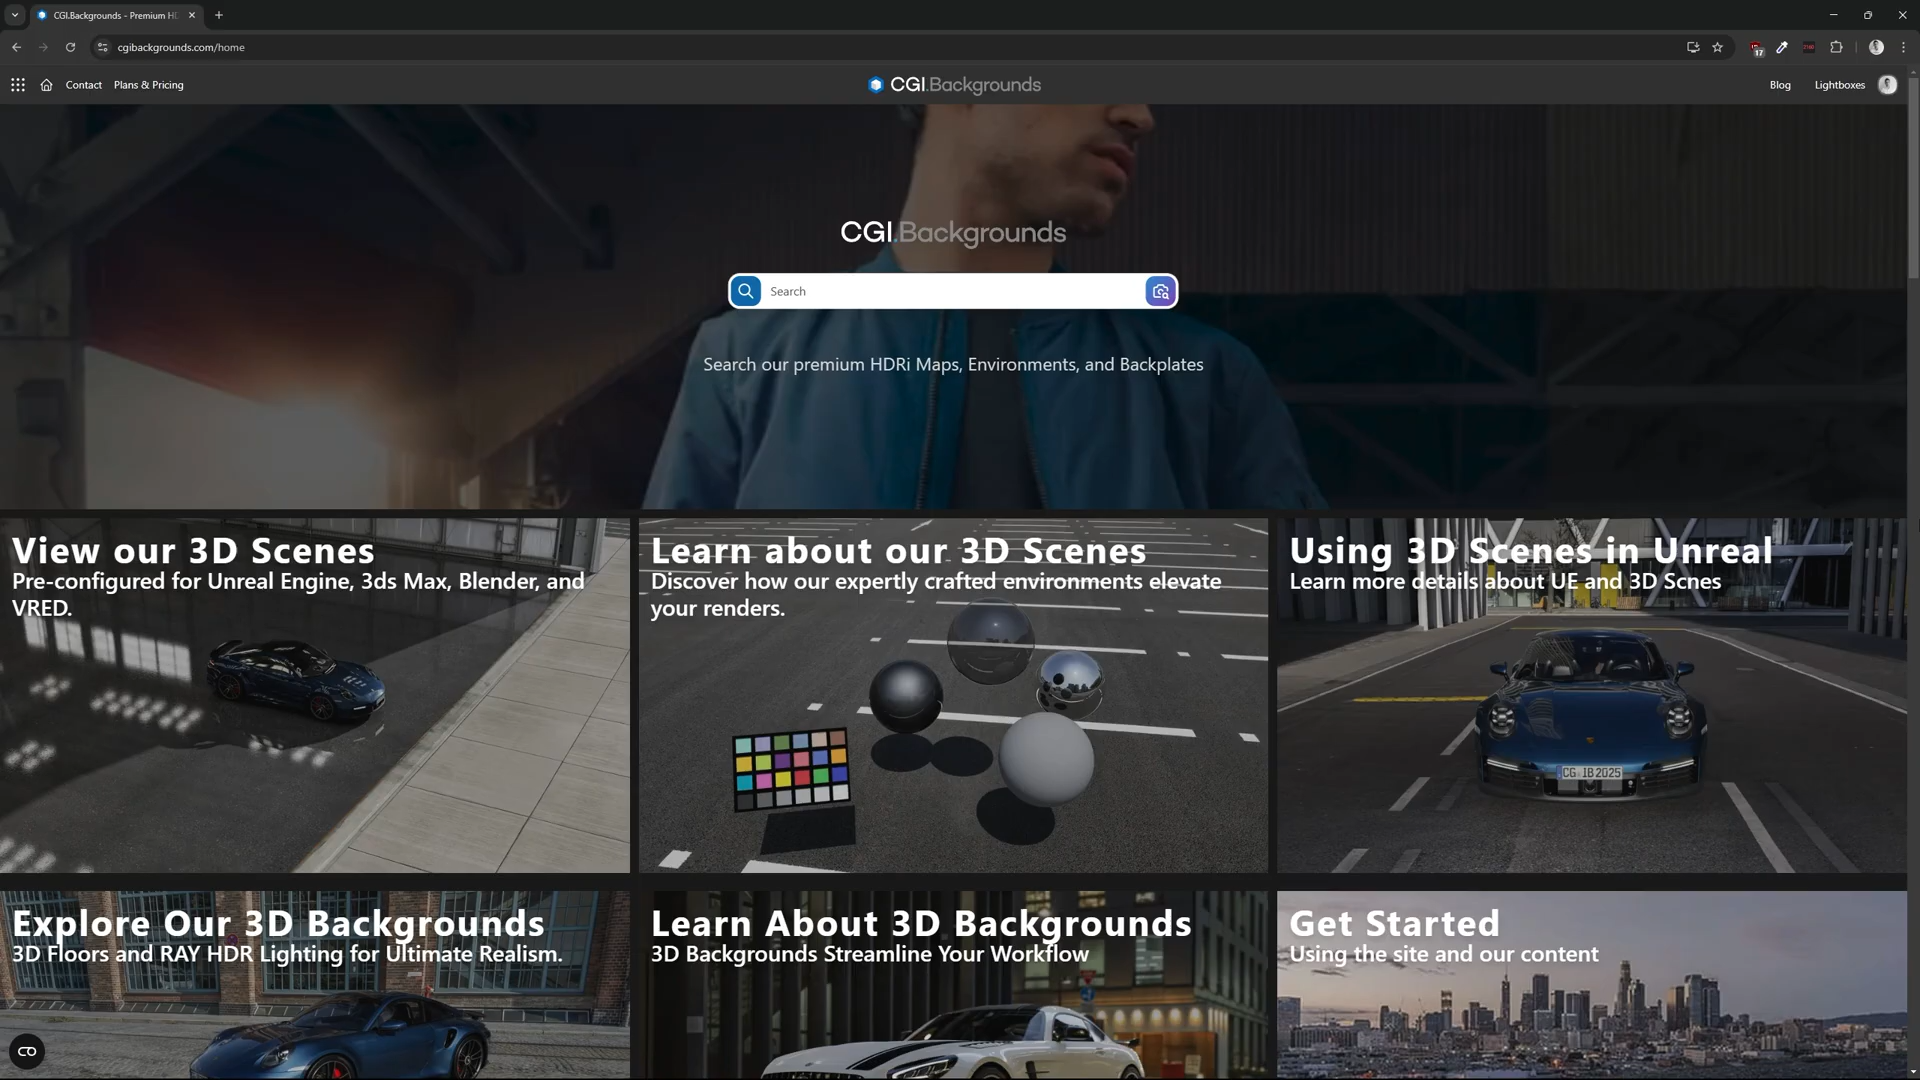 CGI.Backgrounds - Premium HD
cgibackgrounds.com/home
17
Contact
Plans & Pricing
CGI.Backgrounds
Blog
Lightboxes
CGI.Backgrounds
Search
Search our premium HDRi Maps, Environments, and Backplates
View our 3D Scenes
Pre-configured for Unreal Engine, 3ds Max, Blender, and
VRED.
Learn about our 3D Scenes
Discover how our expertly crafted environments elevate
your renders.
Using 3D Scenes in Unreal
Learn more details about UE and 3D Scnes
CG IB 2025
Explore Our 3D Backgrounds
3D Floors and RAY HDR Lighting for Ultimate Realism.
Learn About 3D Backgrounds
3D Backgrounds Streamline Your Workflow
Get Started
Using the site and our content